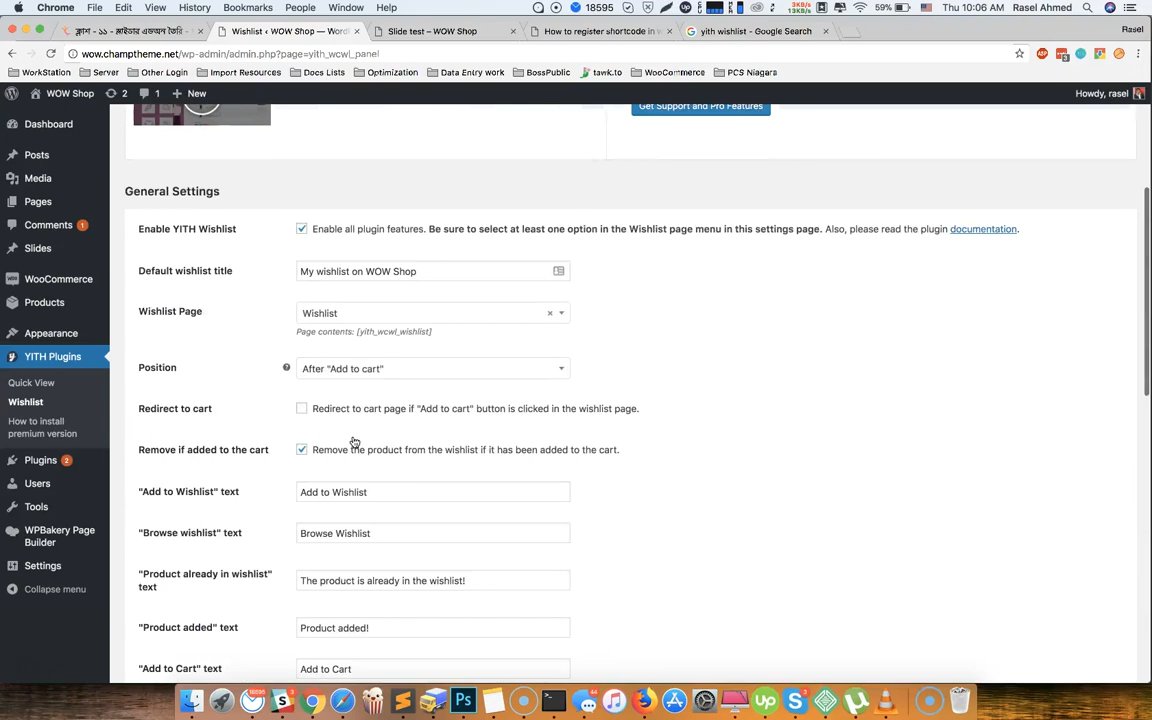 Chrome File Edit View History Bookmarks People Window Help 18595 3KB/s 13KB/s 59% Thu 10:06 AM Rasel Ahmed
ক্লাশ - ১১ - স্লাইডার এডঅন তৈরি - Wishlist ‹ WOW Shop — Word Slide test – WOW Shop How to register shortcode in v yith wishlist - Google Search Rasel
www.champtheme.net/wp-admin/admin.php?page=yith_wcwl_panel
WorkStation Server Other Login Import Resources Docs Lists Optimization Data Entry work BossPublic tawk.to WooCommerce PCS Niagara
WOW Shop 2 1 New Howdy, rasel
Get Support and Pro Features
Dashboard
Posts
Media
Pages
Comments 1
Slides
WooCommerce
Products
Appearance
YITH Plugins
Quick View
Wishlist
How to install
premium version
Plugins 2
Users
Tools
WPBakery Page
Builder
Settings
Collapse menu
General Settings
Enable YITH Wishlist Enable all plugin features. Be sure to select at least one option in the Wishlist page menu in this settings page. Also, please read the plugin documentation.
Default wishlist title My wishlist on WOW Shop
Wishlist Page Wishlist × 
Page contents: [yith_wcwl_wishlist]
Position ? After "Add to cart"
Redirect to cart Redirect to cart page if "Add to cart" button is clicked in the wishlist page.
Remove if added to the cart Remove the product from the wishlist if it has been added to the cart.
"Add to Wishlist" text Add to Wishlist
"Browse wishlist" text Browse Wishlist
"Product already in wishlist"
text The product is already in the wishlist!
"Product added" text Product added!
"Add to Cart" text Add to Cart